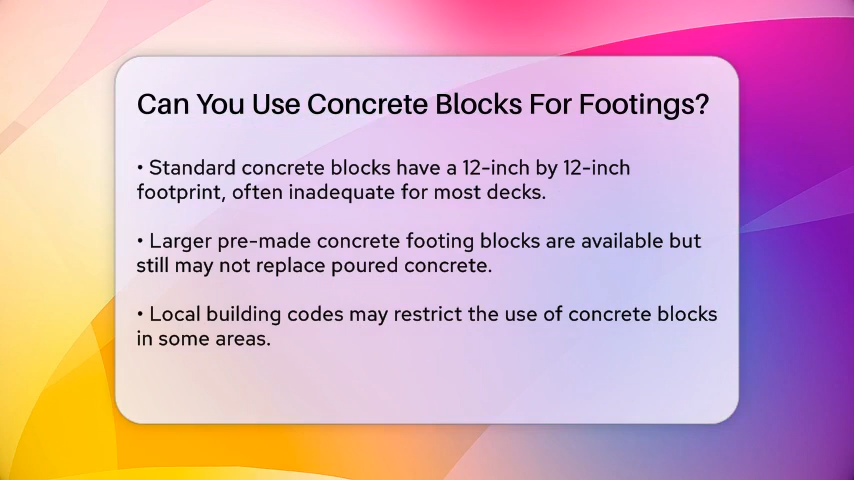 Can You Use Concrete Blocks For Footings?
• Standard concrete blocks have a 12-inch by 12-inch
footprint, often inadequate for most decks.
• Larger pre-made concrete footing blocks are available but
still may not replace poured concrete.
• Local building codes may restrict the use of concrete blocks
in some areas.